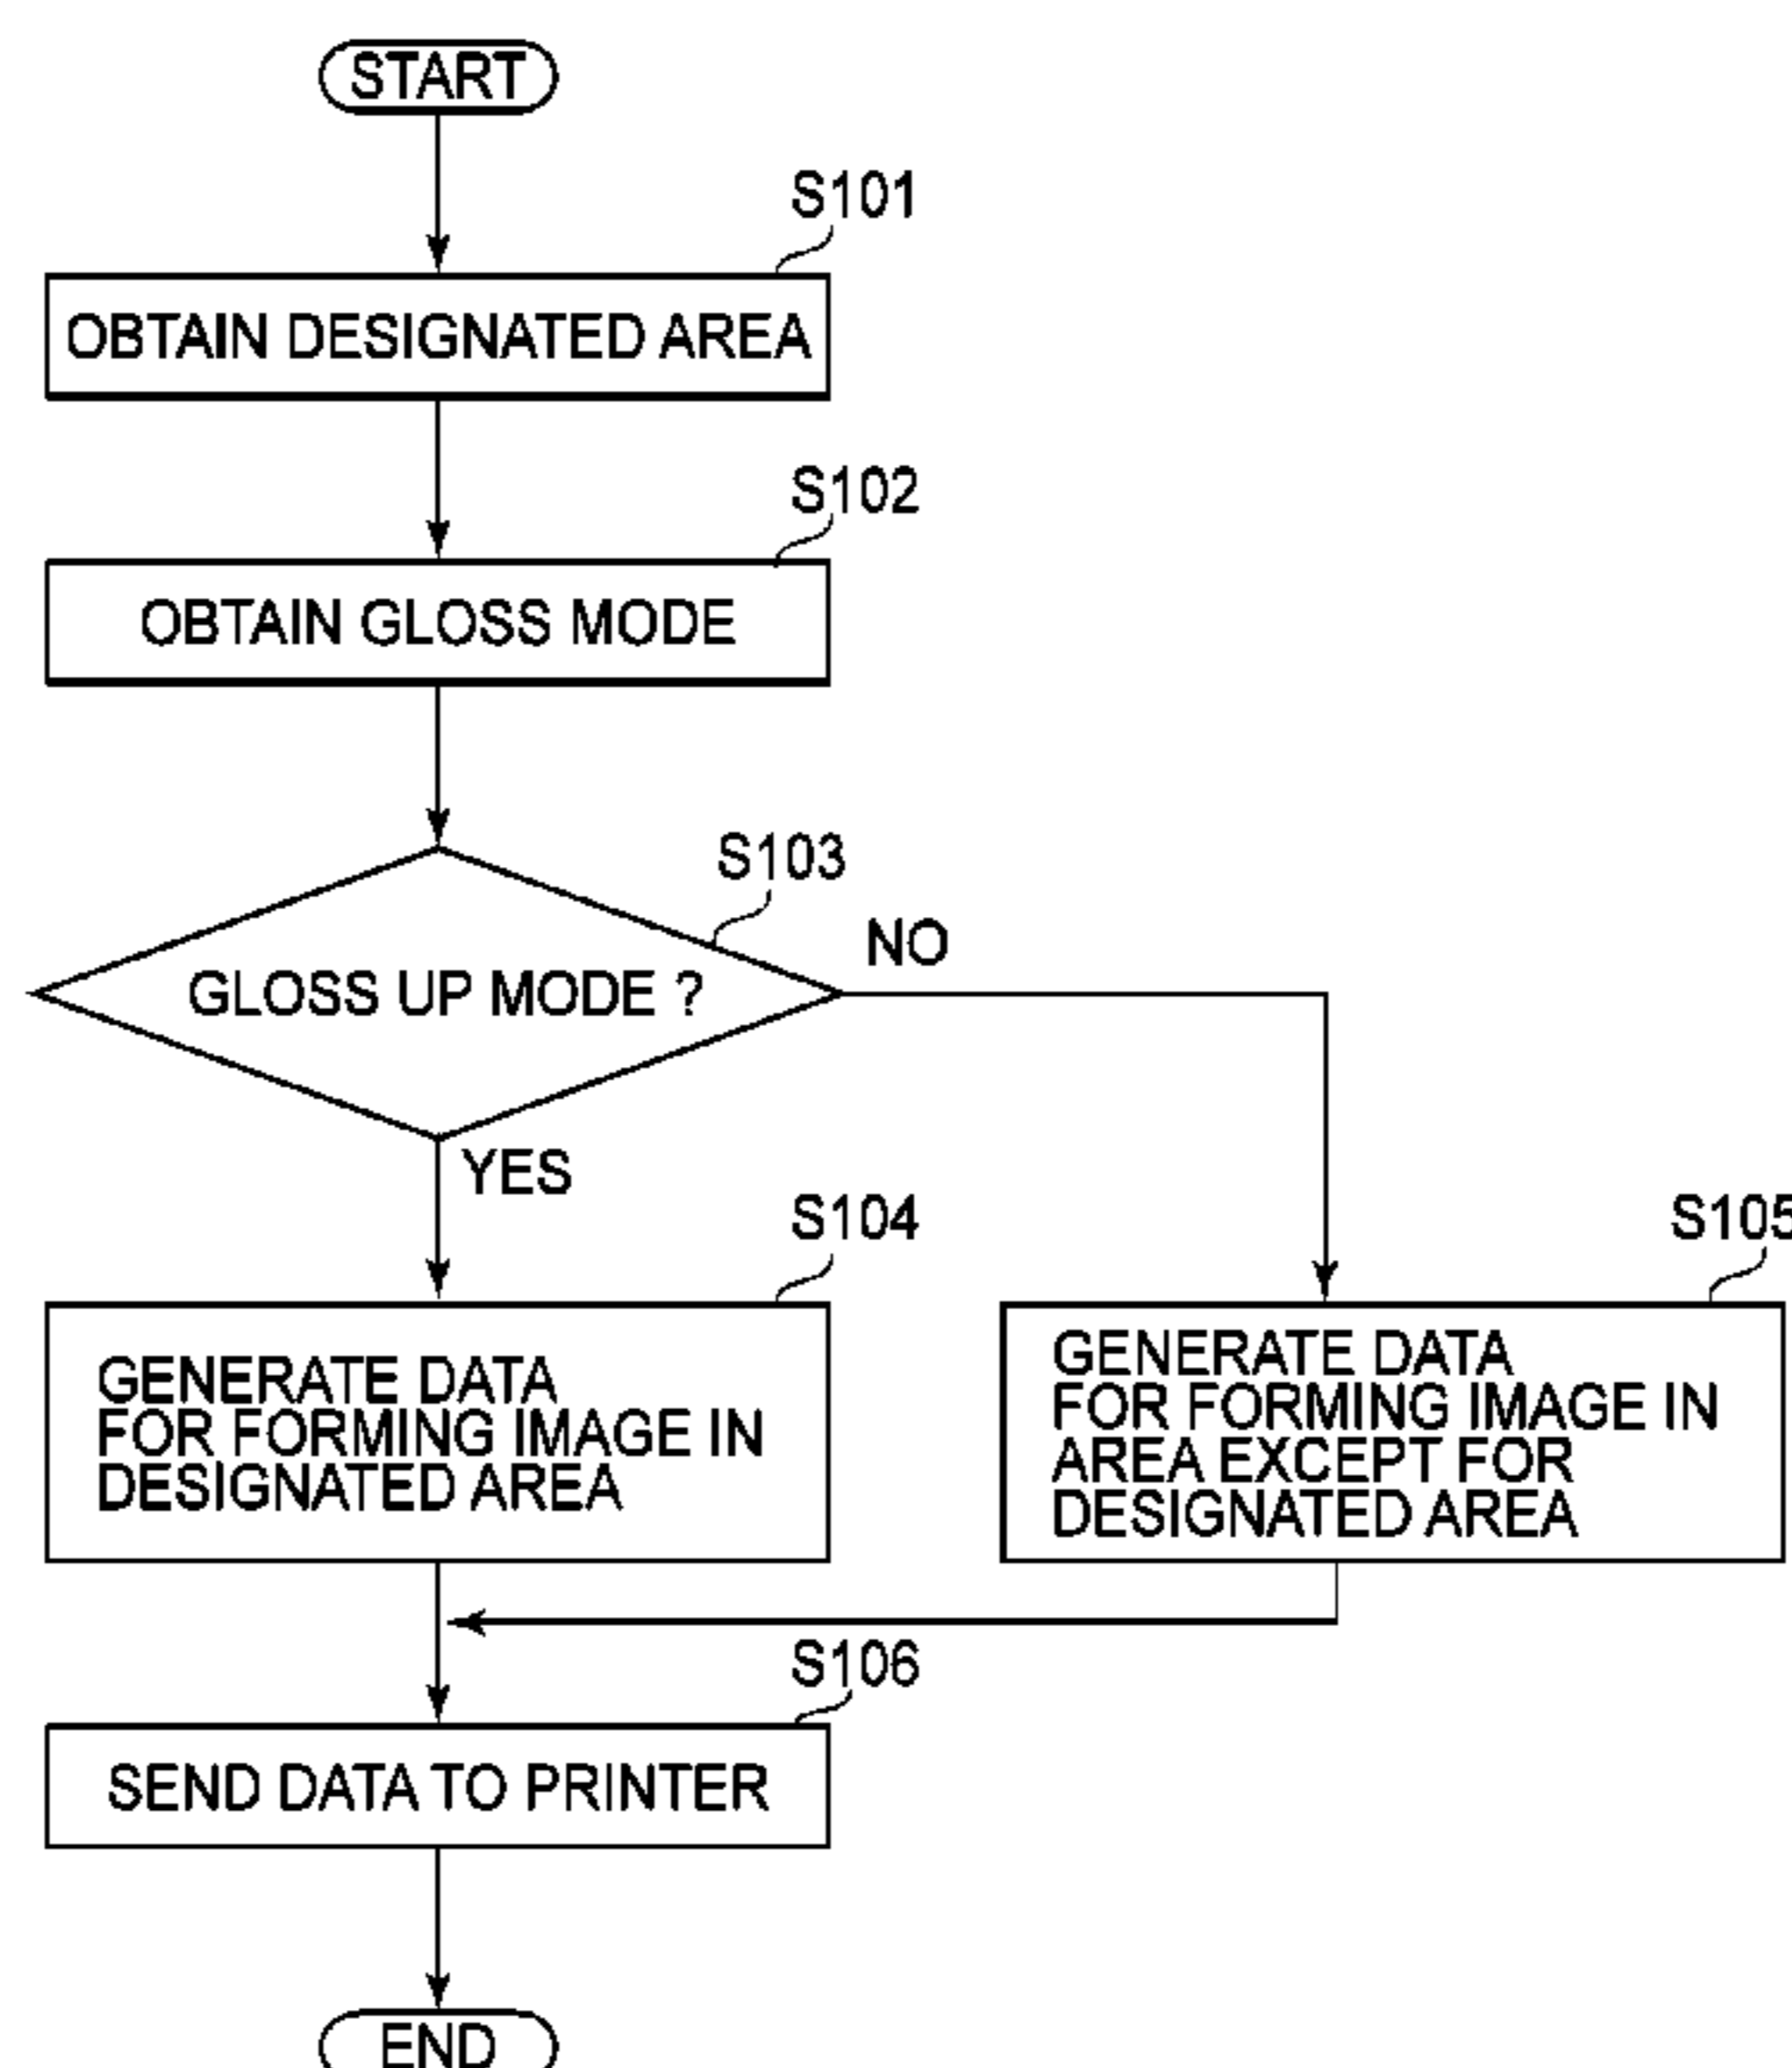 START
S101
OBTAIN DESIGNATED AREA
S102
OBTAIN GLOSS MODE
S103
GLOSS UP MODE ?
NO
YES
S104
GENERATE DATA
FOR FORMING IMAGE IN
DESIGNATED AREA
S105
GENERATE DATA
FOR FORMING IMAGE IN
AREA EXCEPT FOR
DESIGNATED AREA
S106
SEND DATA TO PRINTER
END